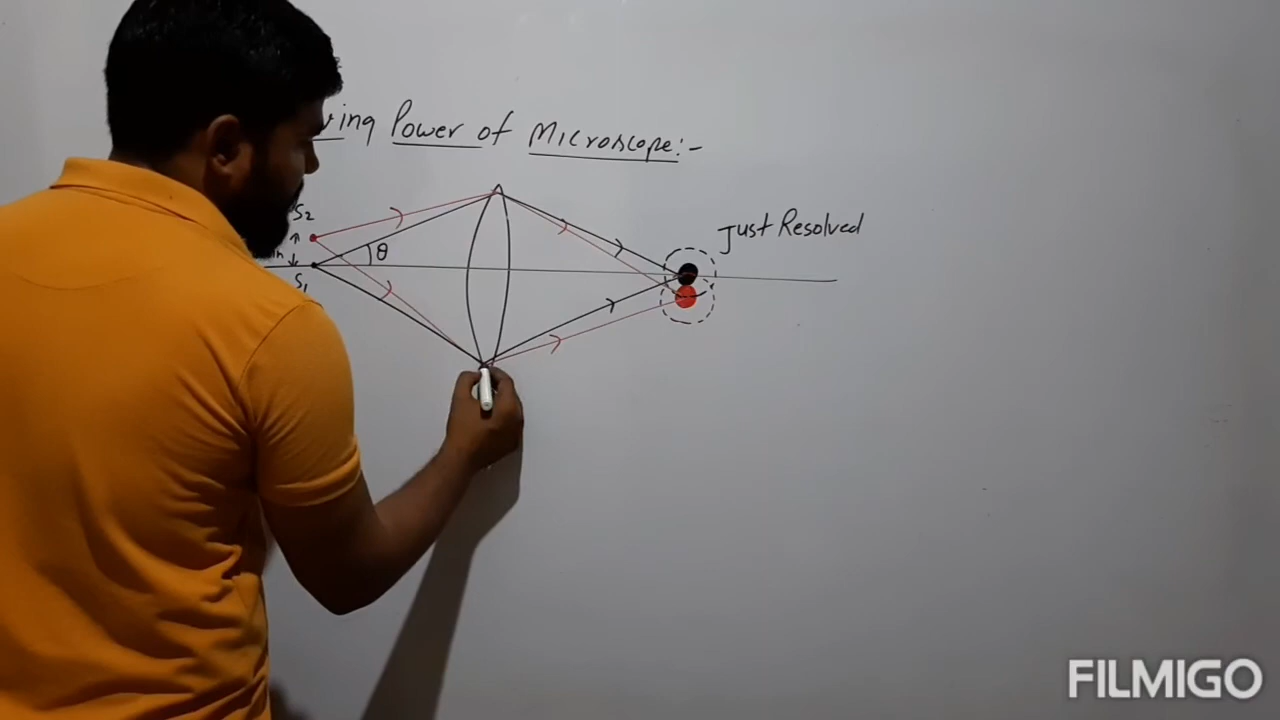 ving Power of Microscope:-
S2
Just Resolved
θ
S1
FILMIGO